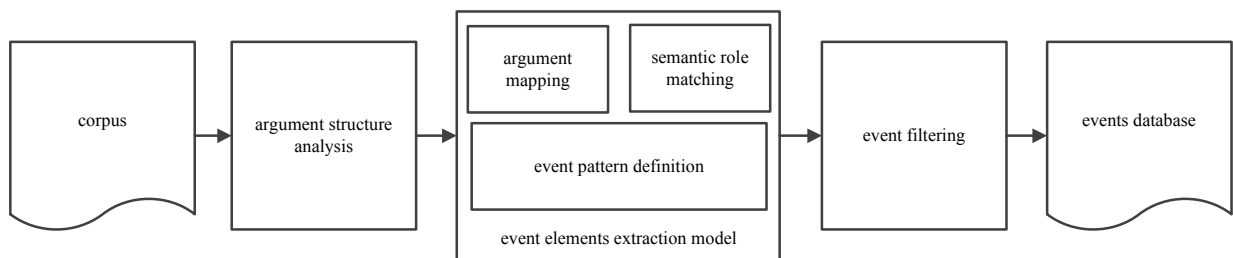 corpus
argument structure
analysis
argument
mapping
semantic role
matching
event pattern definition
event elements extraction model
event filtering
events database